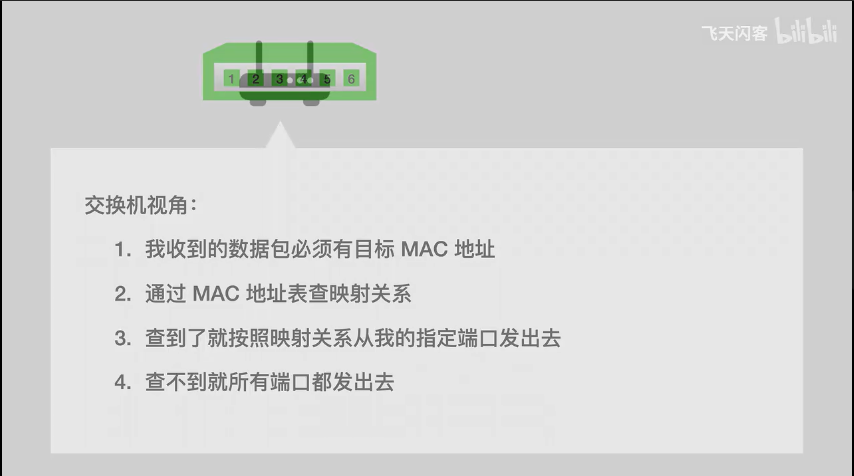 飞天闪客 bilibili
1 2 3 4 5 6
交换机视角：
1. 我收到的数据包必须有目标 MAC 地址
2. 通过 MAC 地址表查映射关系
3. 查到了就按照映射关系从我的指定端口发出去
4. 查不到就所有端口都发出去